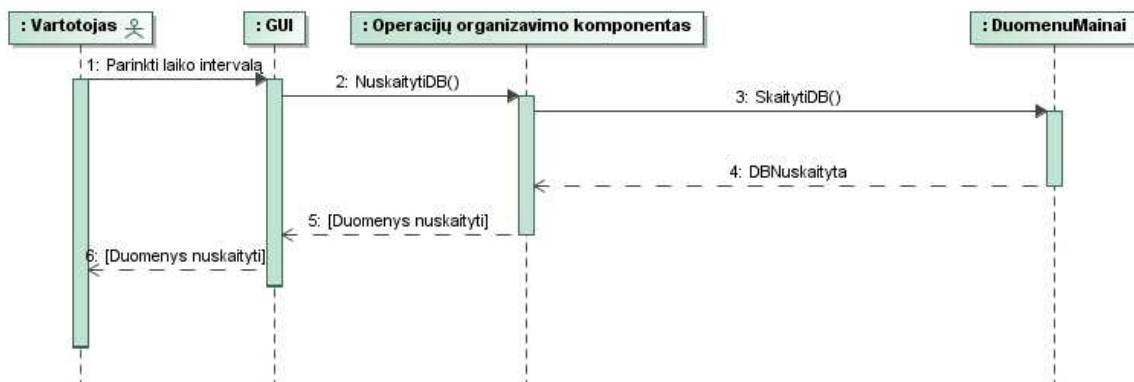 : Vartotojas
: GUI
: Operacijų organizavimo komponentas
: DuomenuMainai
1: Parinkti laiko intervalą
2: NuskaitytiDB()
3: SkaitytiDB()
4: DBNuskaityta
5: [Duomenys nuskaityti]
6: [Duomenys nuskaityti]